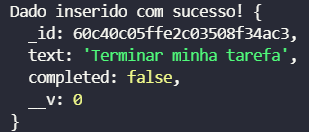 Dado inserido com sucesso! {
  _id: 60c40c05ffe2c03508f34ac3,
  text: 'Terminar minha tarefa',
  completed: false,
  __v: 0
}